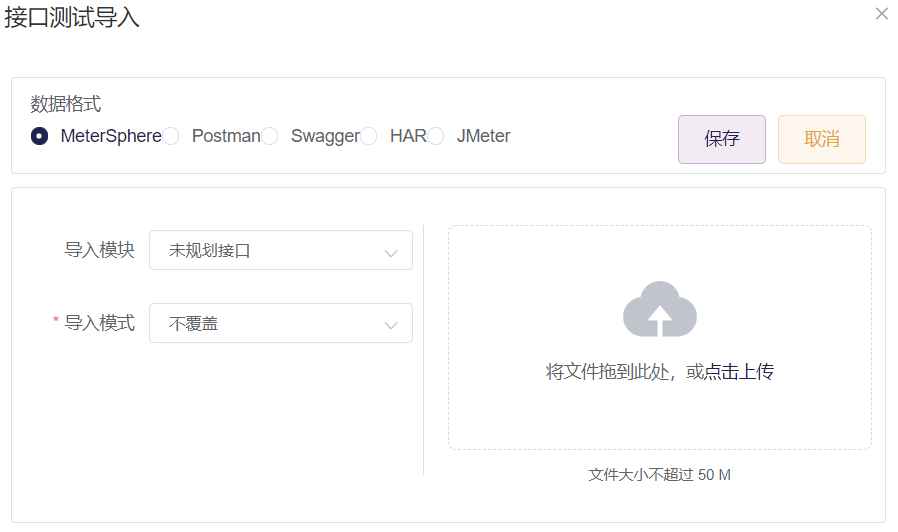 接口测试导入
数据格式
MeterSphere Postman Swagger HAR JMeter
保存 取消
导入模块 未规划接口
* 导入模式 不覆盖
将文件拖到此处，或点击上传
文件大小不超过 50 M